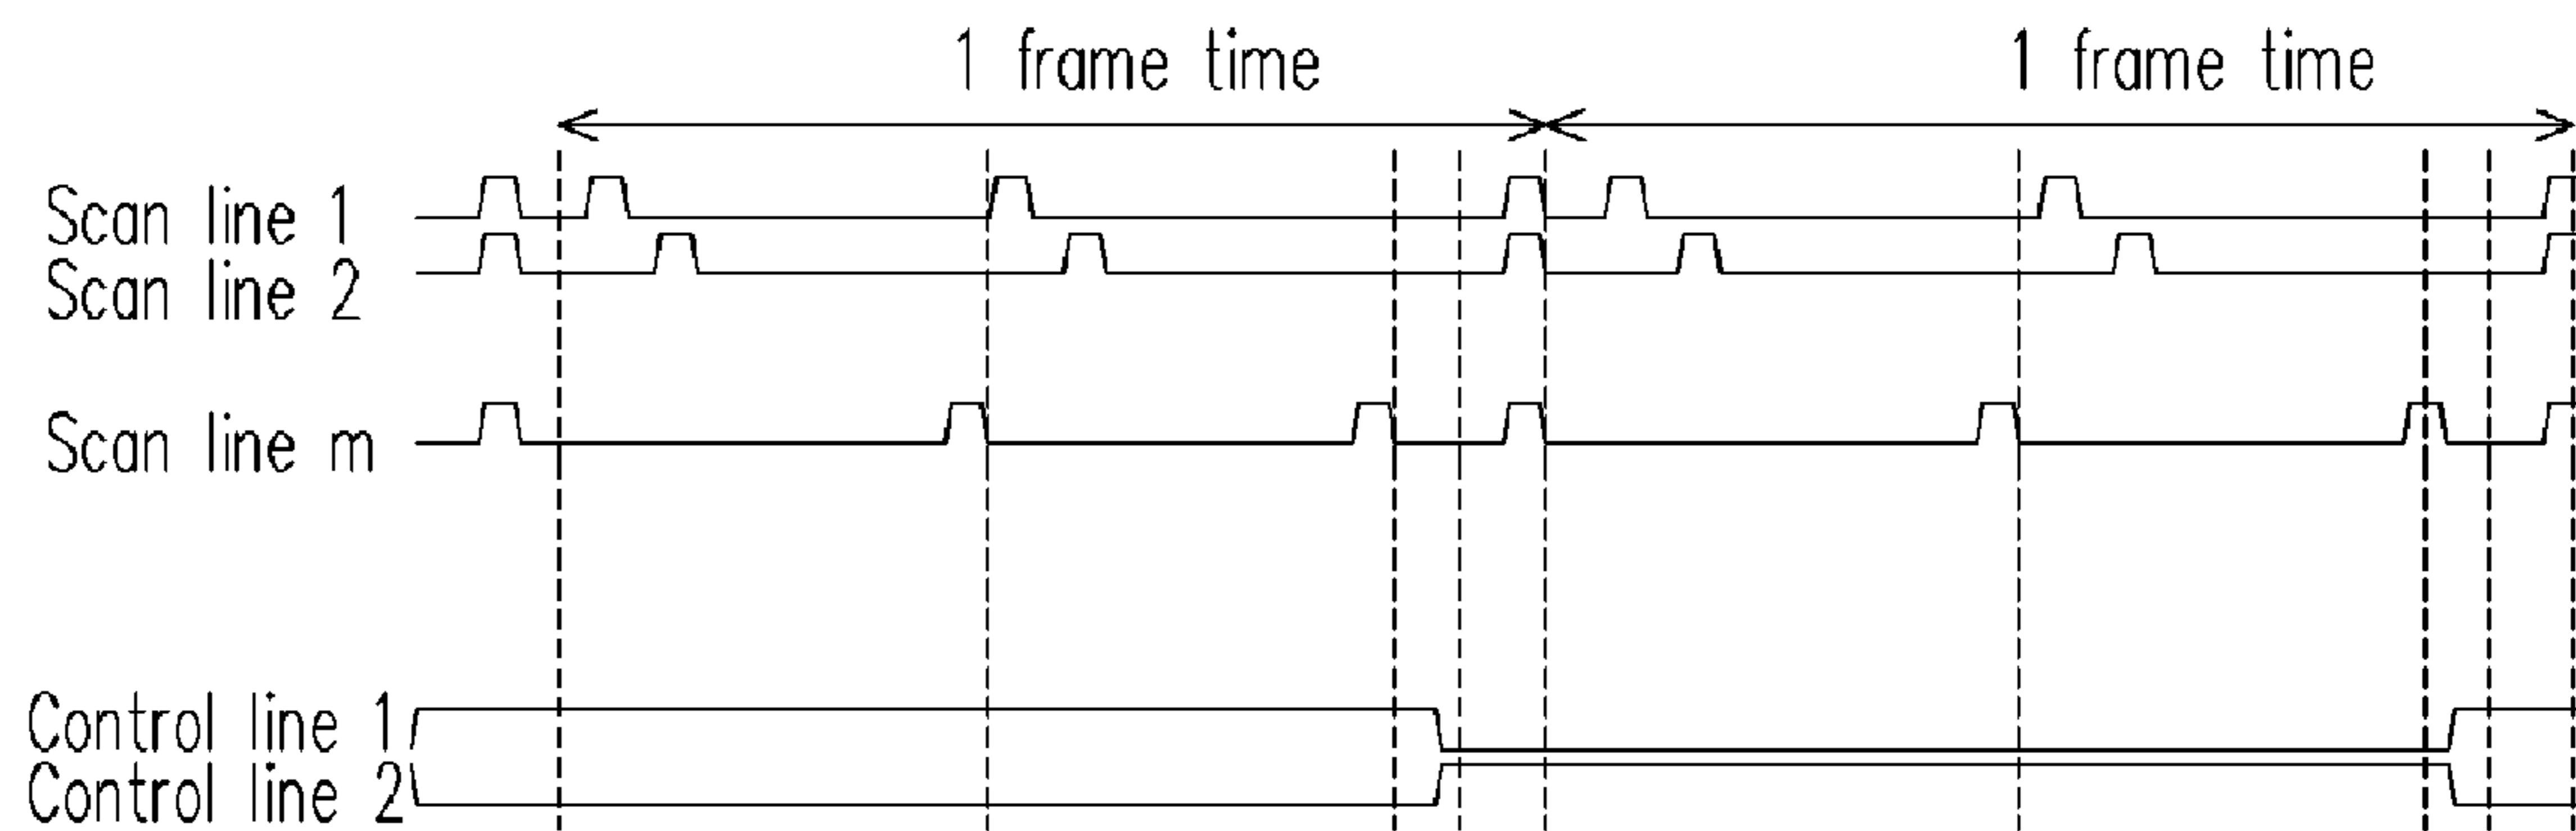 1 frame time 1 frame time
Scan line 1
Scan line 2
Scan line m
Control line 1
Control line 2